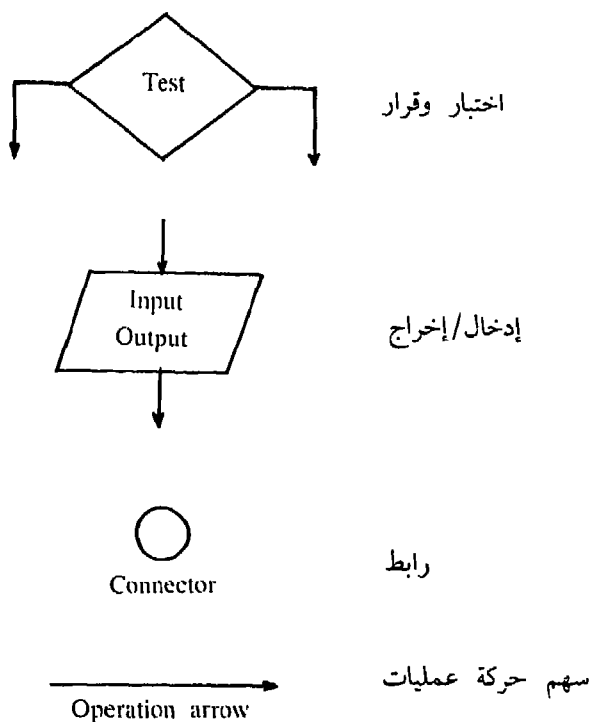 Test
اختبار وقرار
Input
Output
إدخال/إخراج
Connector
رابط
سهم حركة عمليات
Operation arrow